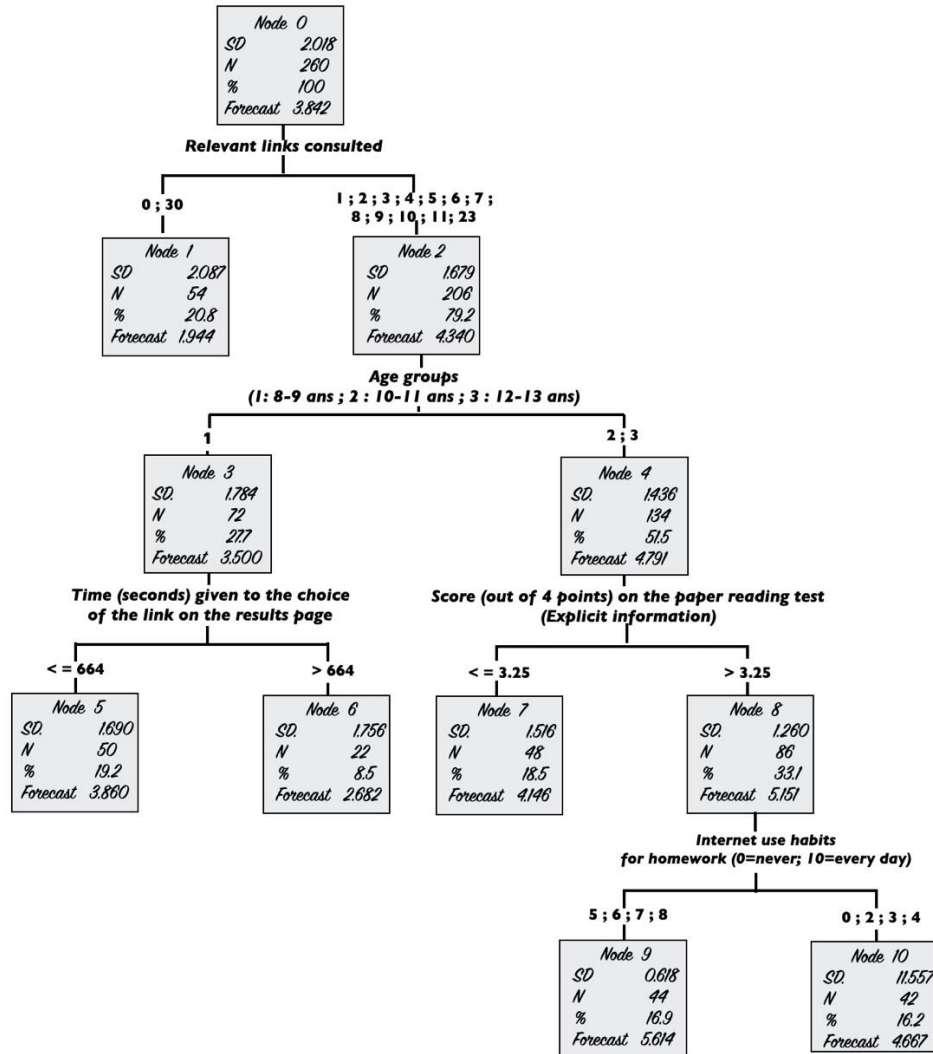 Node 0
SD 2.018
N 260
% 100
Forecast 3.842
Relevant links consulted
0 ; 30
1 ; 2 ; 3 ; 4 ; 5 ; 6 ; 7 ;
8 ; 9 ; 10 ; 11; 23
Node 1
SD 2.087
N 54
% 20.8
Forecast 1.944
Node 2
SD 1.679
N 206
% 79.2
Forecast 4.340
Age groups
(1: 8-9 ans ; 2 : 10-11 ans ; 3 : 12-13 ans)
1
2 ; 3
Node 3
SD. 1.784
N 72
% 27.7
Forecast 3.500
Node 4
SD. 1.436
N 134
% 51.5
Forecast 4.791
Time (seconds) given to the choice
of the link on the results page
Score (out of 4 points) on the paper reading test
(Explicit information)
< = 664
> 664
< = 3.25
> 3.25
Node 5
SD. 1.690
N 50
% 19.2
Forecast 3.860
Node 6
SD. 1.756
N 22
% 8.5
Forecast 2.682
Node 7
SD. 1.516
N 48
% 18.5
Forecast 4.146
Node 8
SD. 1.260
N 86
% 33.1
Forecast 5.151
Internet use habits
for homework (0=never; 10=every day)
5 ; 6 ; 7 ; 8
0 ; 2 ; 3 ; 4
Node 9
SD 0.618
N 44
% 16.9
Forecast 5.614
Node 10
SD. 11.557
N 42
% 16.2
Forecast 4.667